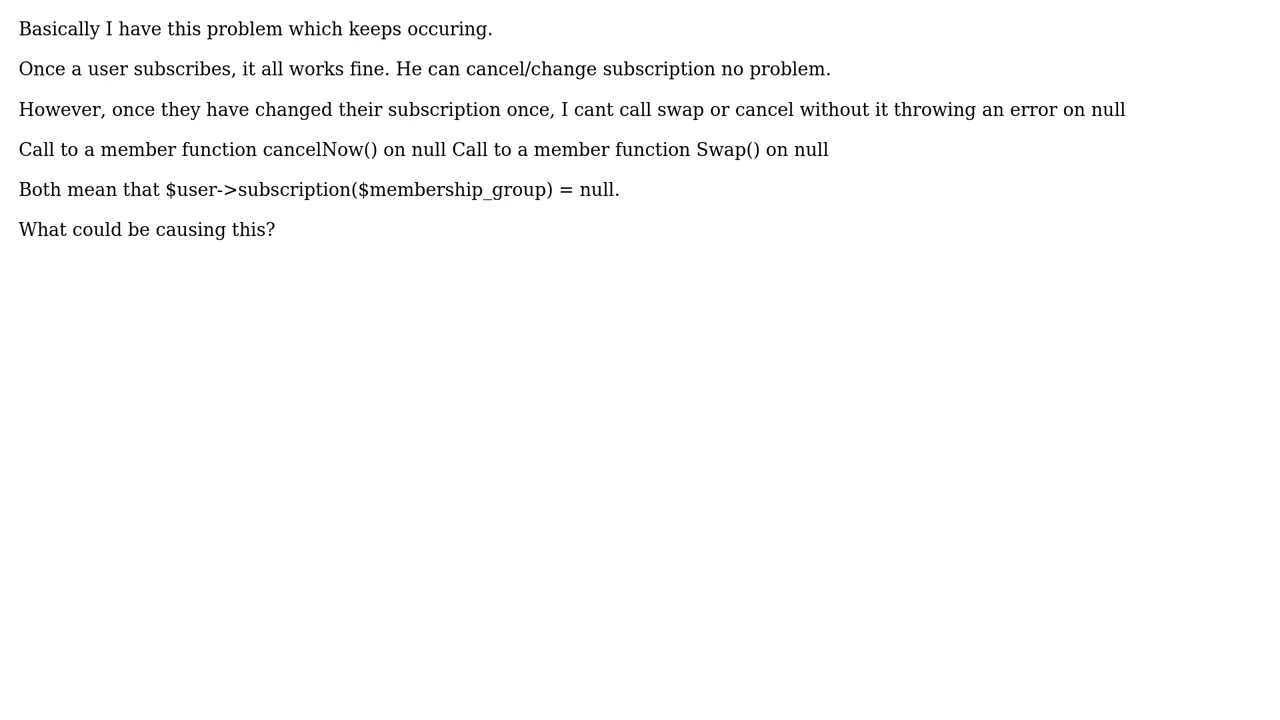 Basically I have this problem which keeps occuring.
Once a user subscribes, it all works fine. He can cancel/change subscription no problem.
However, once they have changed their subscription once, I cant call swap or cancel without it throwing an error on null
Call to a member function cancelNow() on null Call to a member function Swap() on null
Both mean that $user->subscription($membership_group) = null.
What could be causing this?